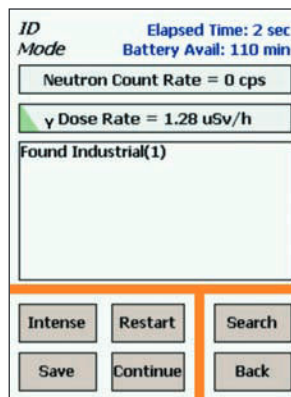 ID Elapsed Time: 2 sec
Mode Battery Avail: 110 min
Neutron Count Rate = 0 cps
γ Dose Rate = 1.28 uSv/h
Found Industrial(1)
Intense Restart Search
Save Continue Back